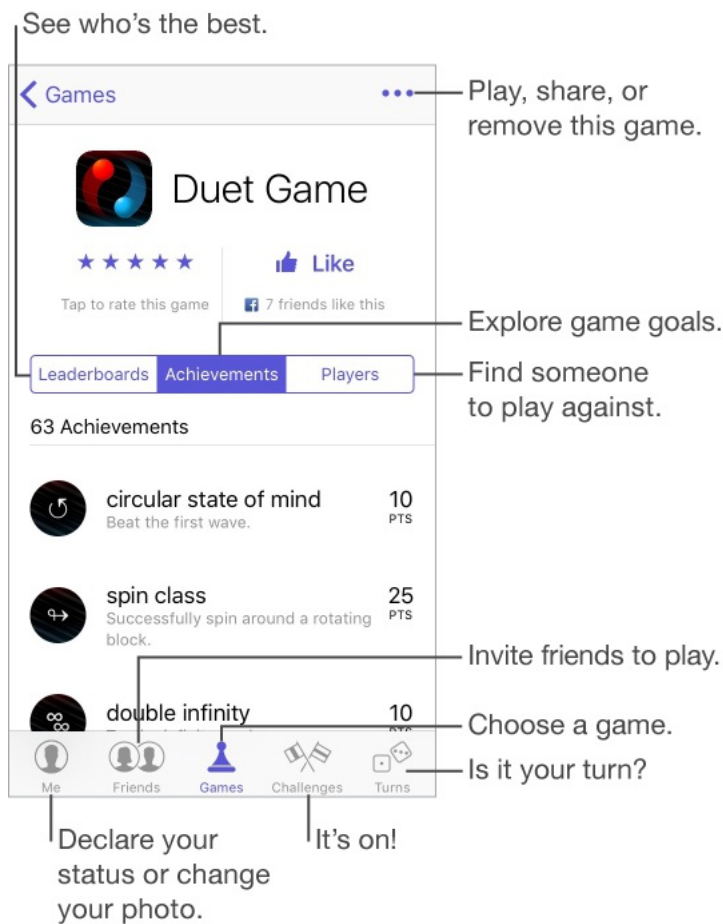 See who's the best.
Games
Play, share, or
remove this game.
Duet Game
Like
Tap to rate this game
7 friends like this
Explore game goals.
Leaderboards Achievements Players
Find someone
to play against.
63 Achievements
circular state of mind 10
Beat the first wave. PTS
spin class 25
Successfully spin around a rotating PTS
block.
Invite friends to play.
double infinity 10
Choose a game.
Is it your turn?
Me Friends Games Challenges Turns
Declare your
status or change
your photo.
It's on!